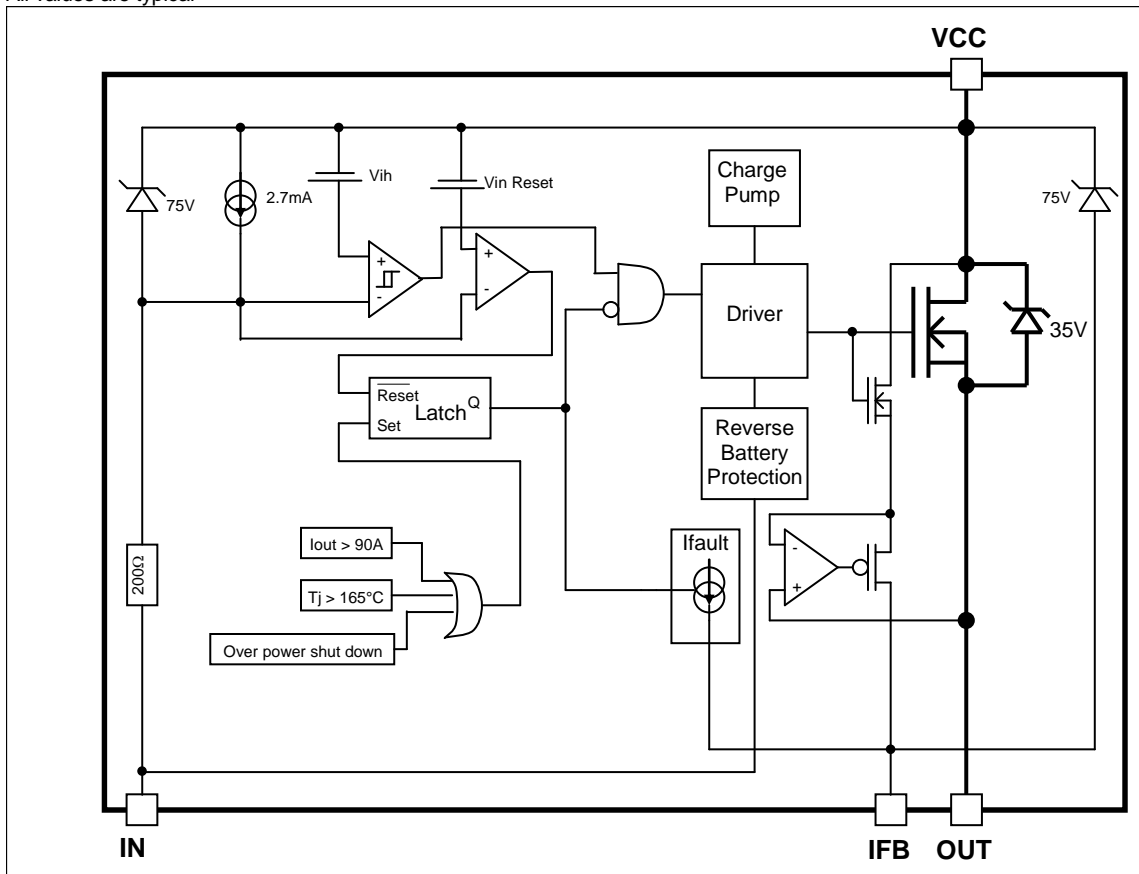 All values are typical
VCC
75V
2.7mA
Vih
Vin Reset
Charge
Pump
75V
+
-
+
-
Driver
35V
Reset
Latch
Q
Set
Reverse
Battery
Protection
200Ω
Iout > 90A
Tj > 165°C
Over power shut down
Ifault
-
+
IN
IFB
OUT